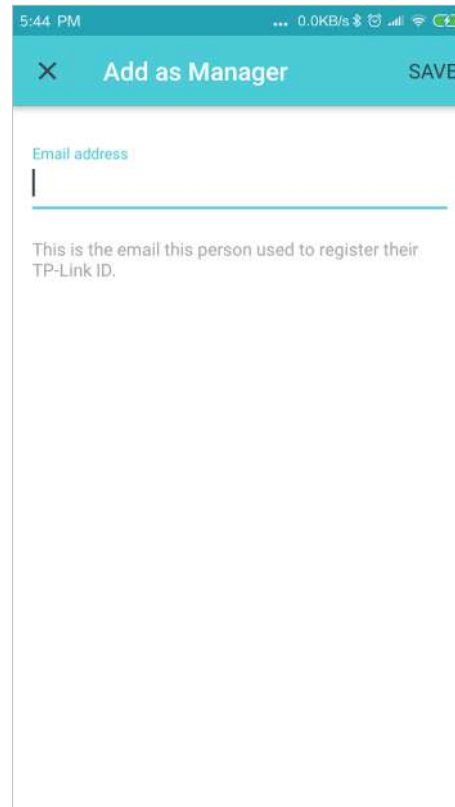 5:44 PM ... 0.0KB/s
× Add as Manager SAVE
Email address
This is the email this person used to register their
TP-Link ID.